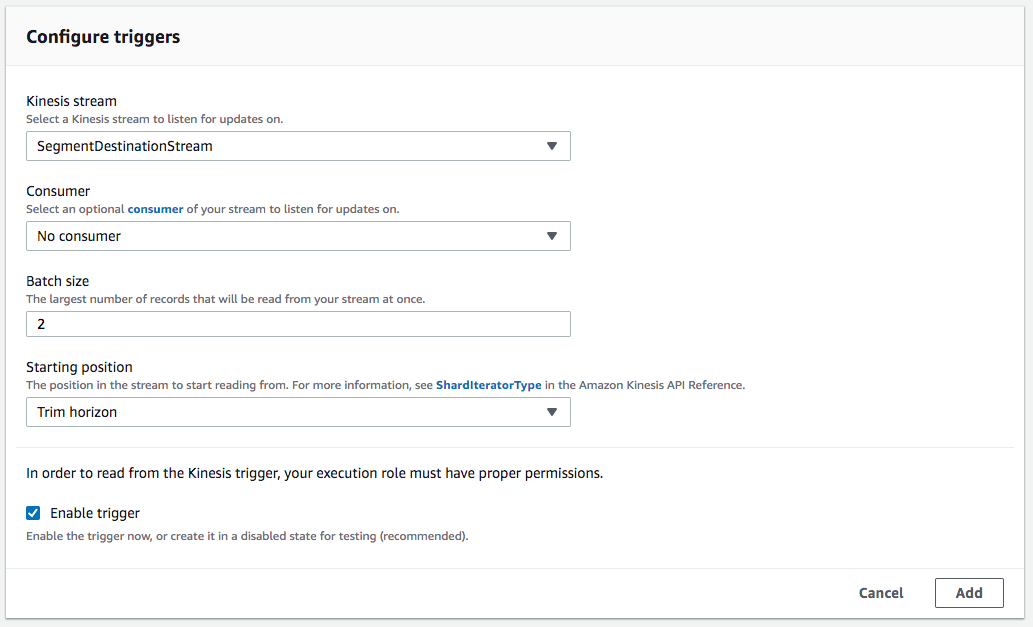 Configure triggers
Kinesis stream
Select a Kinesis stream to listen for updates on.
SegmentDestinationStream
Consumer
Select an optional consumer of your stream to listen for updates on.
No consumer
Batch size
The largest number of records that will be read from your stream at once.
2
Starting position
The position in the stream to start reading from. For more information, see ShardIteratorType in the Amazon Kinesis API Reference.
Trim horizon
In order to read from the Kinesis trigger, your execution role must have proper permissions.
Enable trigger
Enable the trigger now, or create it in a disabled state for testing (recommended).
Cancel Add